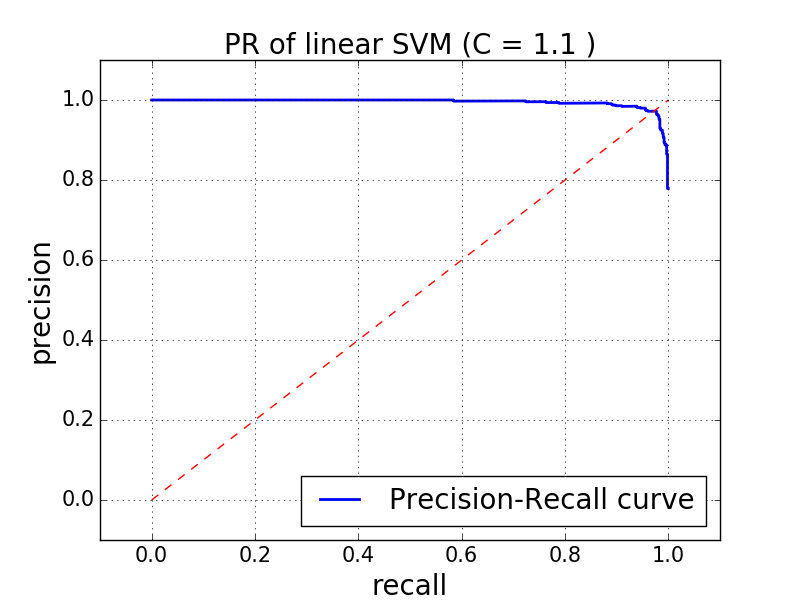 PR of linear SVM (C = 1.1 )
1.0
0.8
0.6
0.4
0.2
0.0
precision
Precision-Recall curve
0.0 0.2 0.4 0.6 0.8 1.0
recall